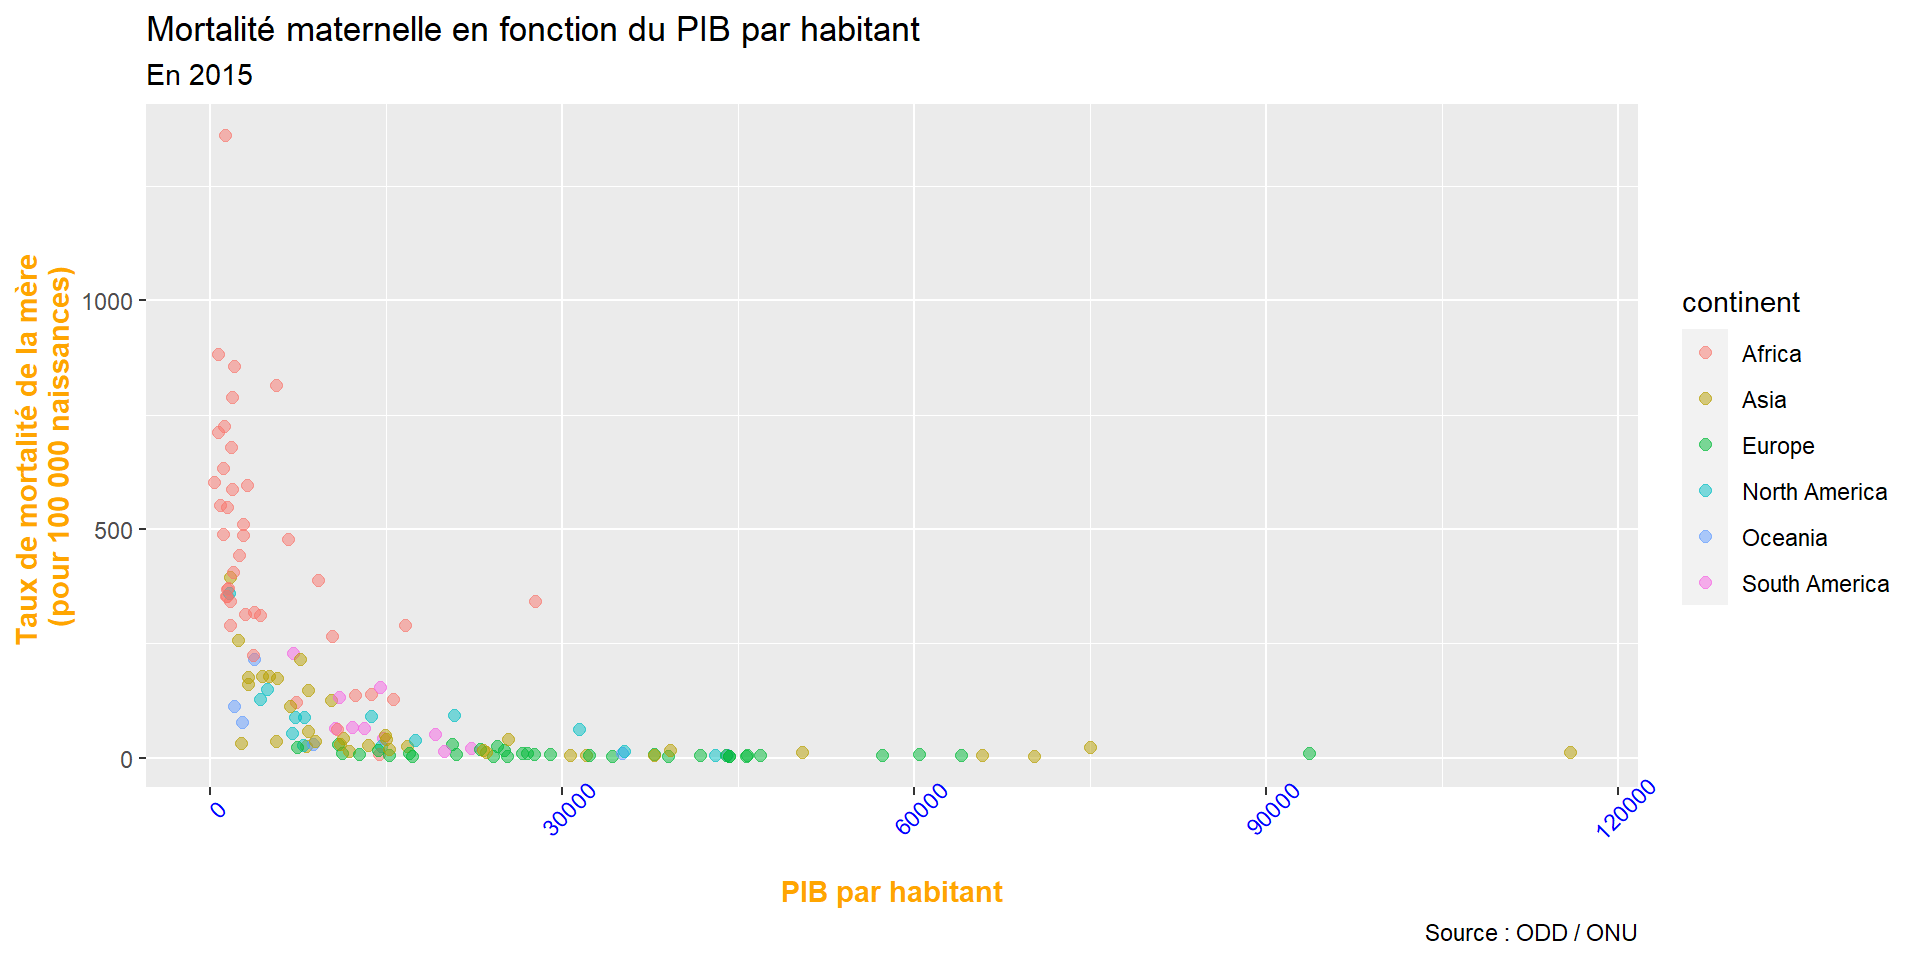 Mortalité maternelle en fonction du PIB par habitant
En 2015
Taux de mortalité de la mère
(pour 100 000 naissances)
1000
500
0
0
30000
60000
90000
120000
PIB par habitant
continent
Africa
Asia
Europe
North America
Oceania
South America
Source : ODD / ONU